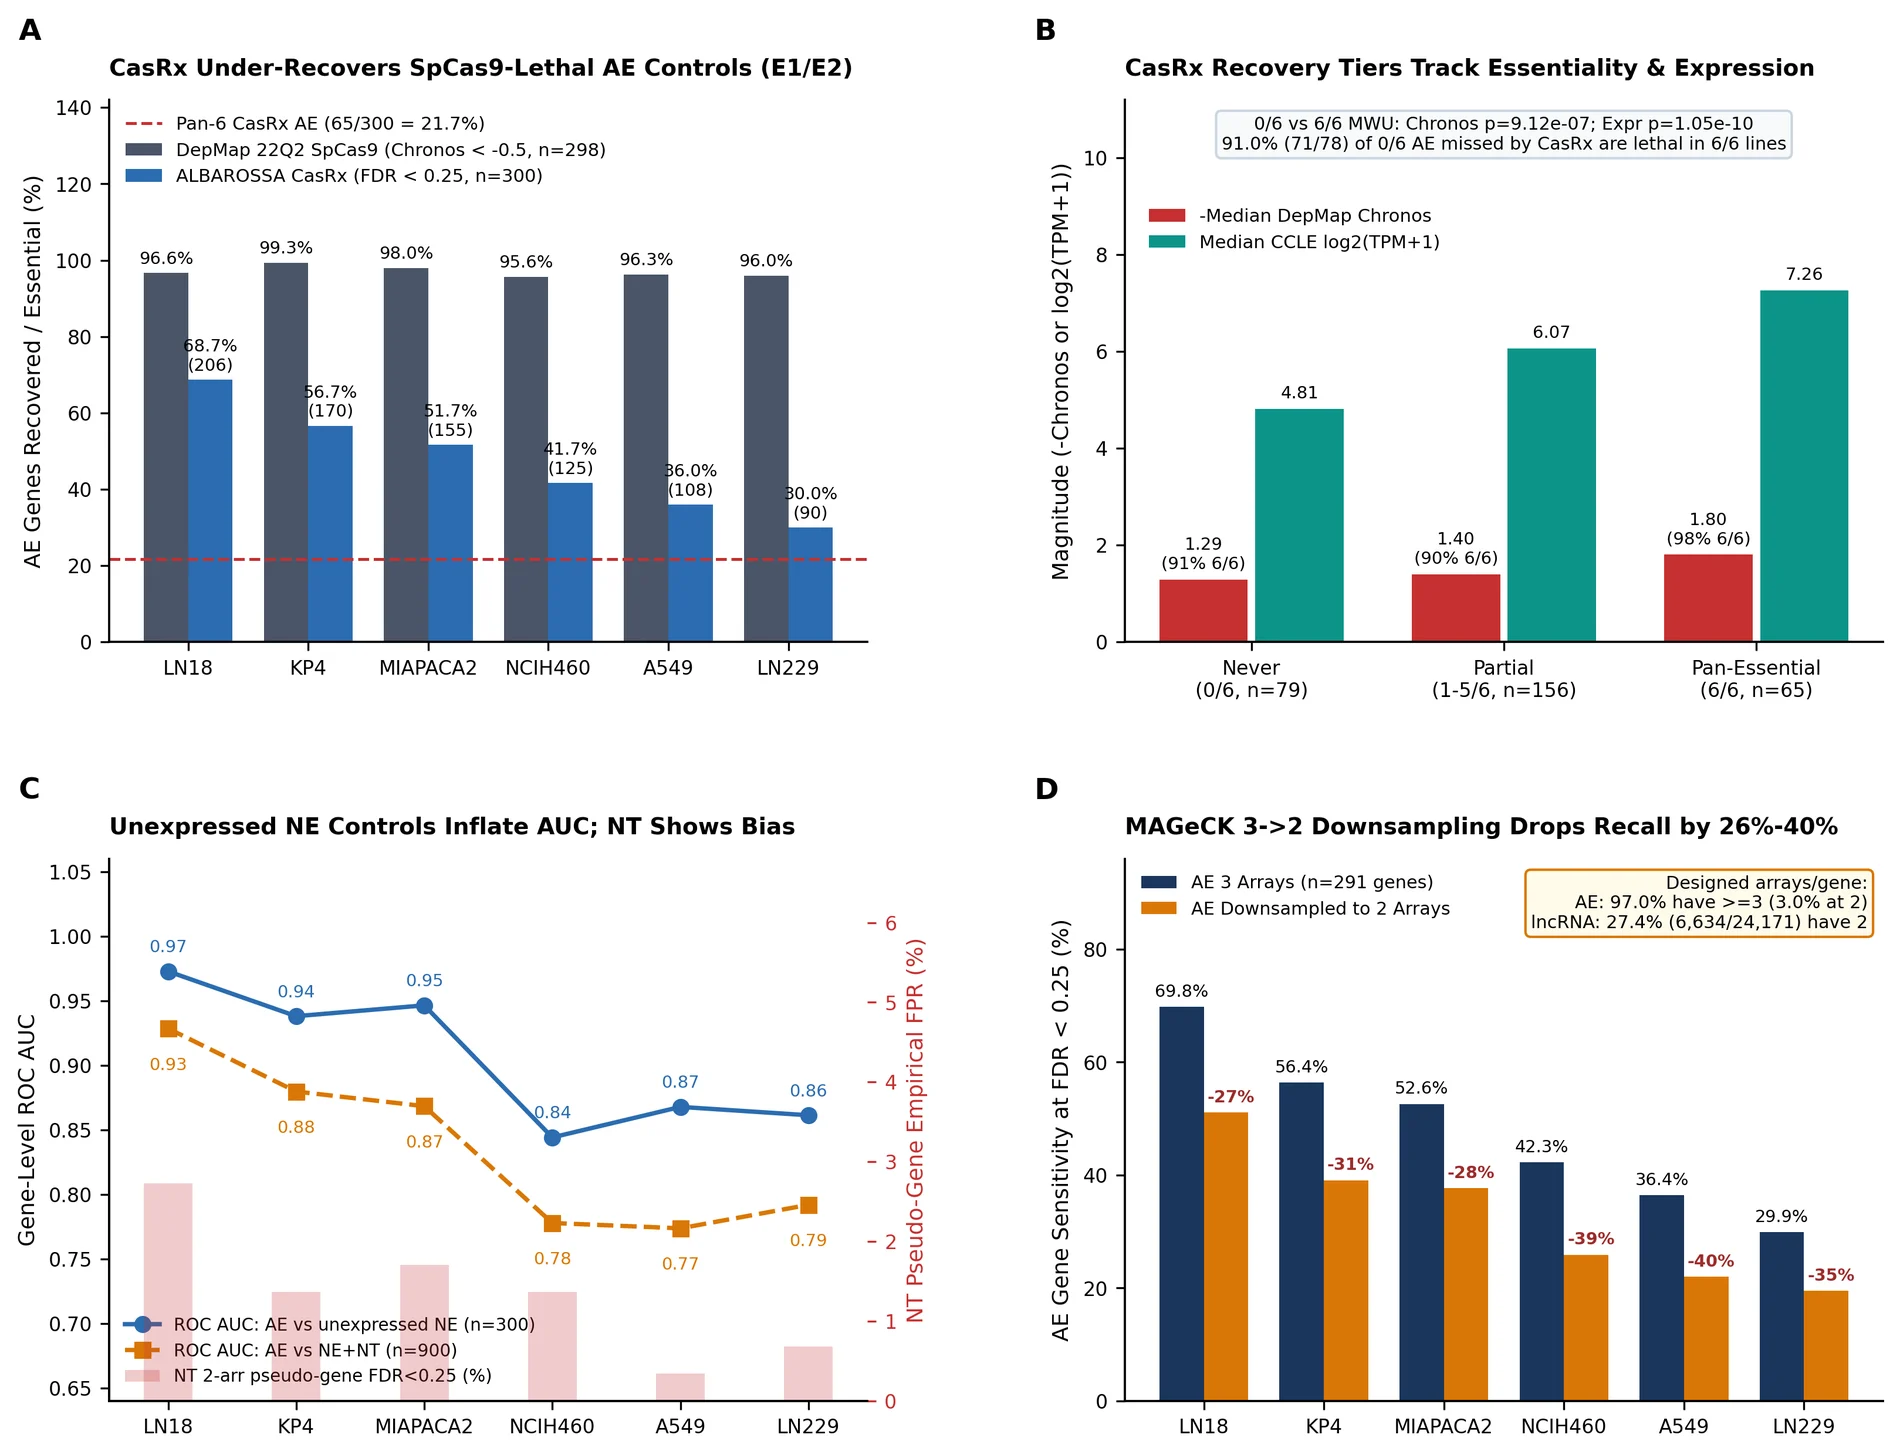 A
CasRx Under-Recovers SpCas9-Lethal AE Controls (E1/E2)
AE Genes Recovered / Essential (%)
140
120
100
80
60
40
20
0
Pan-6 CasRx AE (65/300 = 21.7%)
DepMap 22Q2 SpCas9 (Chronos < -0.5, n=298)
ALBAROSSA CasRx (FDR < 0.25, n=300)
96.6%
68.7%
(206)
99.3%
56.7%
(170)
98.0%
51.7%
(155)
95.6%
41.7%
(125)
96.3%
36.0%
(108)
96.0%
30.0%
(90)
LN18
KP4
MIAPACA2
NCIH460
A549
LN229
B
CasRx Recovery Tiers Track Essentiality & Expression
Magnitude (-Chronos or log2(TPM+1))
10
8
6
4
2
0
0/6 vs 6/6 MWU: Chronos p=9.12e-07; Expr p=1.05e-10
91.0% (71/78) of 0/6 AE missed by CasRx are lethal in 6/6 lines
-Median DepMap Chronos
Median CCLE log2(TPM+1)
1.29
(91% 6/6)
4.81
1.40
(90% 6/6)
6.07
1.80
(98% 6/6)
7.26
Never
(0/6, n=79)
Partial
(1-5/6, n=156)
Pan-Essential
(6/6, n=65)
C
Unexpressed NE Controls Inflate AUC; NT Shows Bias
Gene-Level ROC AUC
1.05
1.00
0.95
0.90
0.85
0.80
0.75
0.70
0.65
0.97
0.94
0.95
0.84
0.87
0.86
0.93
0.88
0.87
0.78
0.77
0.79
ROC AUC: AE vs unexpressed NE (n=300)
ROC AUC: AE vs NE+NT (n=900)
NT 2-arr pseudo-gene FDR<0.25 (%)
6
5
4
3
2
1
0
NT Pseudo-Gene Empirical FPR (%)
LN18
KP4
MIAPACA2
NCIH460
A549
LN229
D
MAGeCK 3->2 Downsampling Drops Recall by 26%-40%
AE Gene Sensitivity at FDR < 0.25 (%)
80
60
40
20
0
AE 3 Arrays (n=291 genes)
AE Downsampled to 2 Arrays
Designed arrays/gene:
AE: 97.0% have >=3 (3.0% at 2)
lncRNA: 27.4% (6,634/24,171) have 2
69.8%
-27%
56.4%
-31%
52.6%
-28%
42.3%
-39%
36.4%
-40%
29.9%
-35%
LN18
KP4
MIAPACA2
NCIH460
A549
LN229